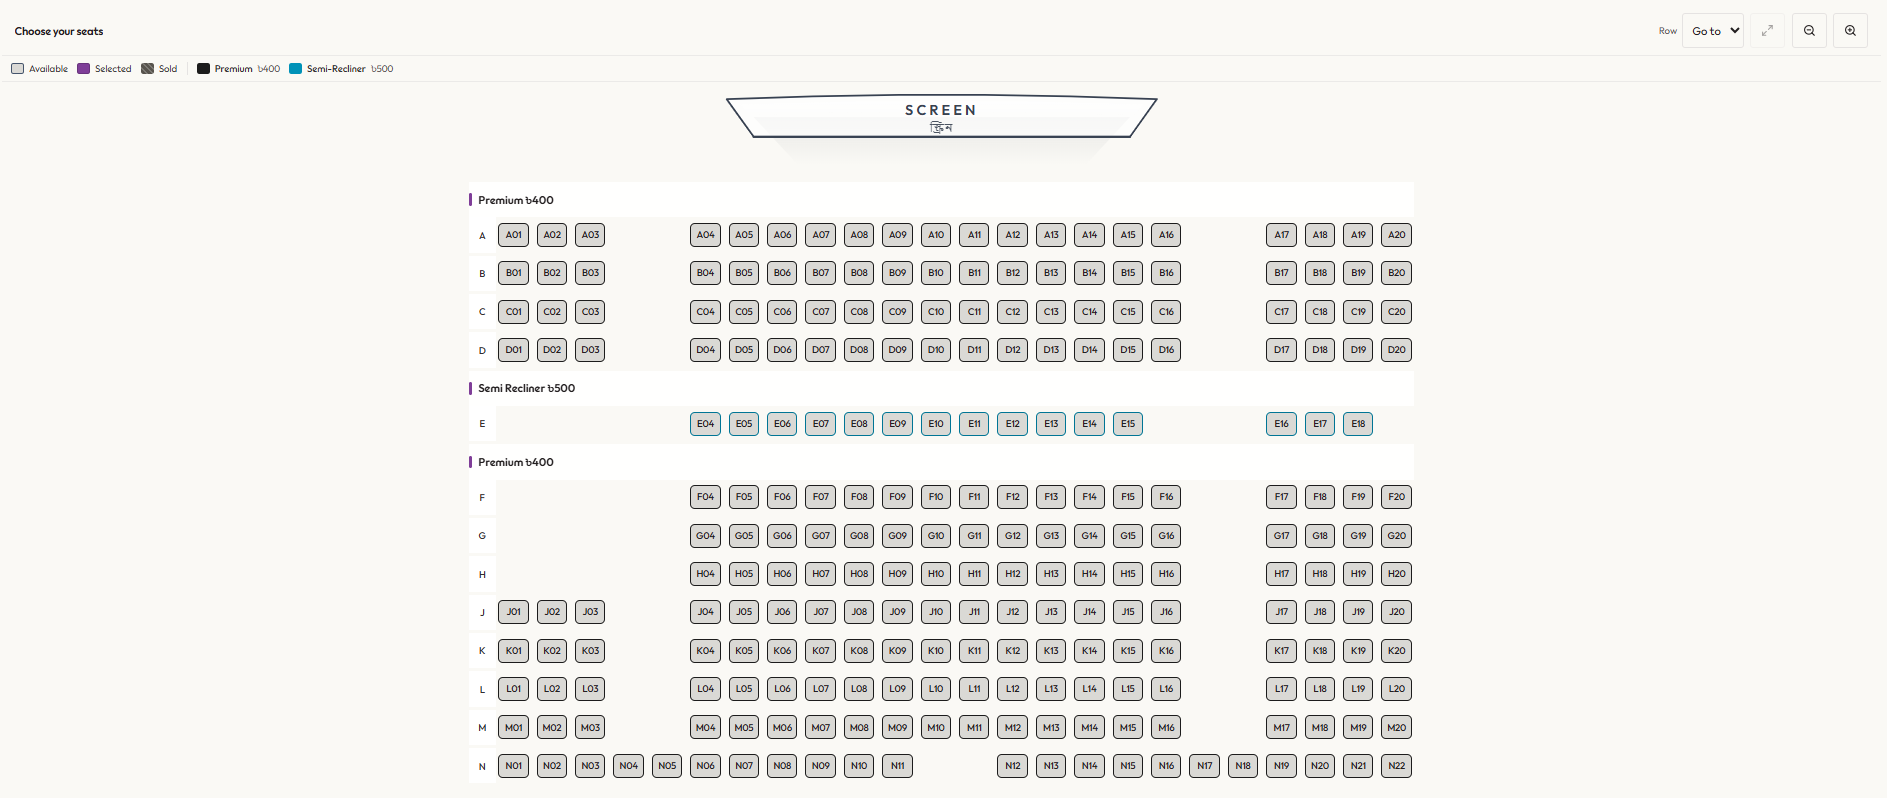 Choose your seats
Row Go to
Available Selected Sold Premium ৳400 Semi-Recliner ৳500
SCREEN
স্ক্রিন
Premium ৳400
A A01 A02 A03 A04 A05 A06 A07 A08 A09 A10 A11 A12 A13 A14 A15 A16 A17 A18 A19 A20
B B01 B02 B03 B04 B05 B06 B07 B08 B09 B10 B11 B12 B13 B14 B15 B16 B17 B18 B19 B20
C C01 C02 C03 C04 C05 C06 C07 C08 C09 C10 C11 C12 C13 C14 C15 C16 C17 C18 C19 C20
D D01 D02 D03 D04 D05 D06 D07 D08 D09 D10 D11 D12 D13 D14 D15 D16 D17 D18 D19 D20
Semi Recliner ৳500
E E04 E05 E06 E07 E08 E09 E10 E11 E12 E13 E14 E15 E16 E17 E18
Premium ৳400
F F04 F05 F06 F07 F08 F09 F10 F11 F12 F13 F14 F15 F16 F17 F18 F19 F20
G G04 G05 G06 G07 G08 G09 G10 G11 G12 G13 G14 G15 G16 G17 G18 G19 G20
H H04 H05 H06 H07 H08 H09 H10 H11 H12 H13 H14 H15 H16 H17 H18 H19 H20
J J01 J02 J03 J04 J05 J06 J07 J08 J09 J10 J11 J12 J13 J14 J15 J16 J17 J18 J19 J20
K K01 K02 K03 K04 K05 K06 K07 K08 K09 K10 K11 K12 K13 K14 K15 K16 K17 K18 K19 K20
L L01 L02 L03 L04 L05 L06 L07 L08 L09 L10 L11 L12 L13 L14 L15 L16 L17 L18 L19 L20
M M01 M02 M03 M04 M05 M06 M07 M08 M09 M10 M11 M12 M13 M14 M15 M16 M17 M18 M19 M20
N N01 N02 N03 N04 N05 N06 N07 N08 N09 N10 N11 N12 N13 N14 N15 N16 N17 N18 N19 N20 N21 N22